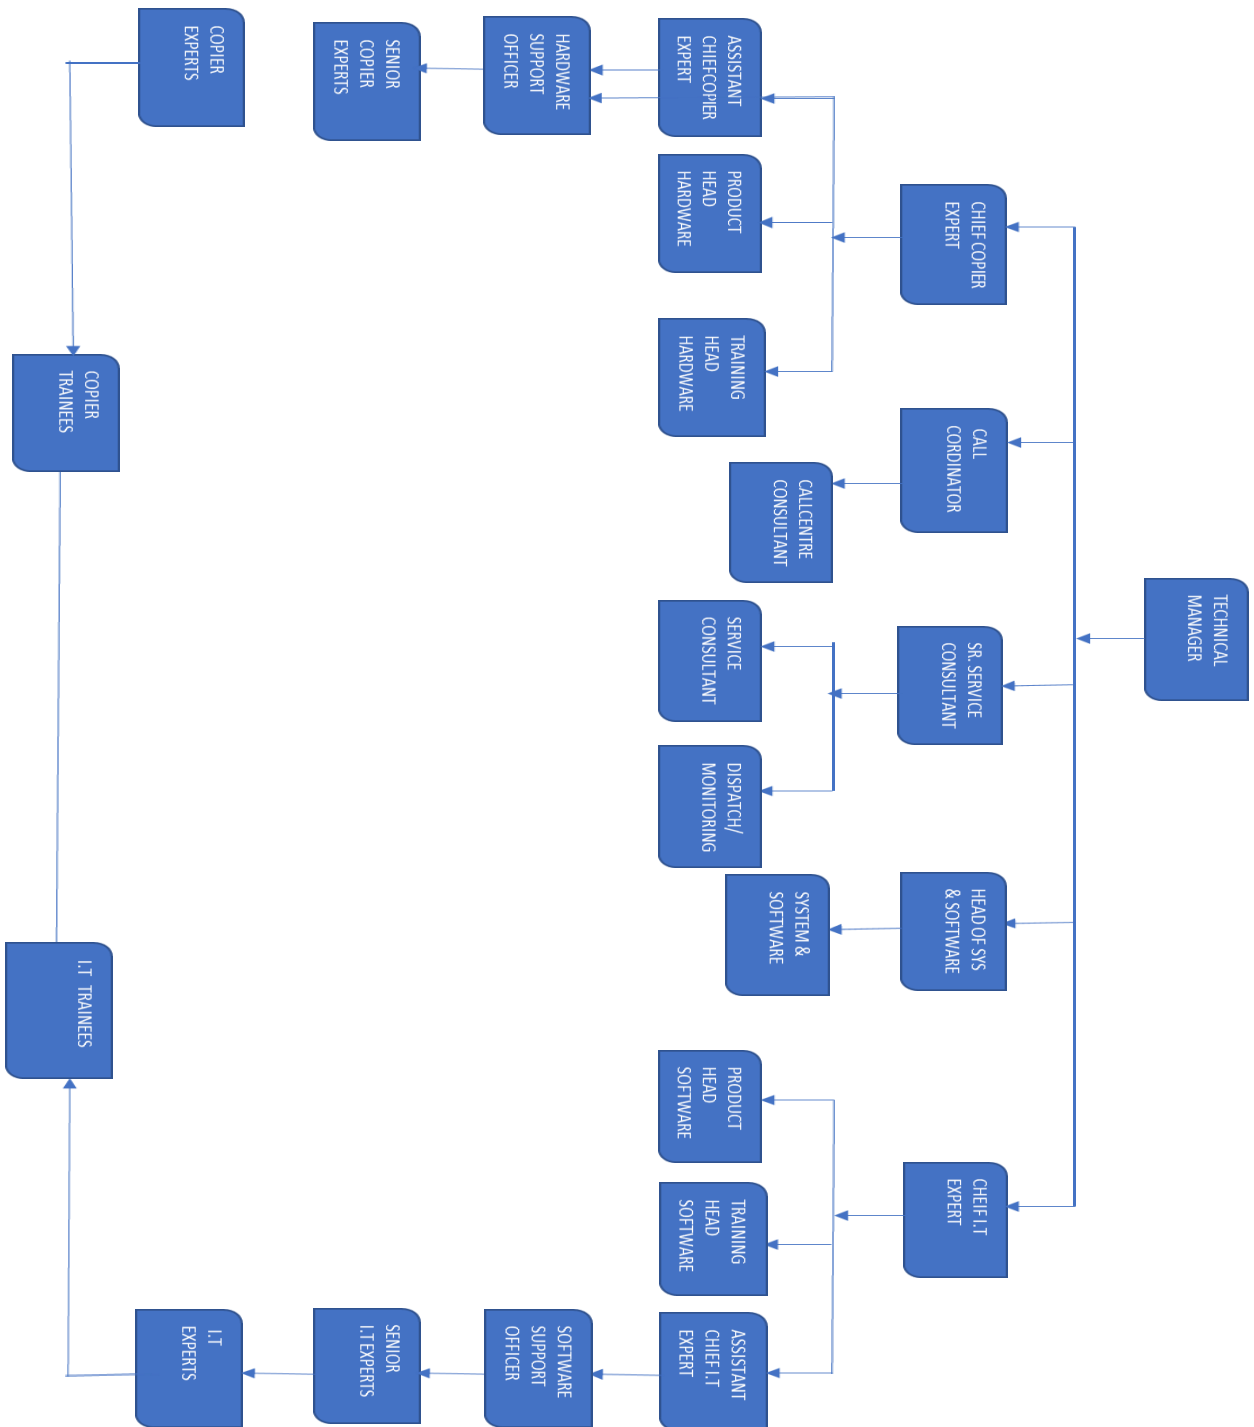 TECHNICAL
MANAGER
CHIEF COPIER
EXPERT
CALL
CORDINATOR
SR. SERVICE
CONSULTANT
HEAD OF SYS
& SOFTWARE
CHEIF I.T
EXPERT
ASSISTANT
CHIEFCOPIER
EXPERT
PRODUCT
HEAD
HARDWARE
TRAINING
HEAD
HARDWARE
CALLCENTRE
CONSULTANT
SERVICE
CONSULTANT
DISPATCH/
MONITORING
SYSTEM &
SOFTWARE
PRODUCT
HEAD
SOFTWARE
TRAINING
HEAD
SOFTWARE
ASSISTANT
CHIEF I.T
EXPERT
HARDWARE
SUPPORT
OFFICER
SOFTWARE
SUPPORT
OFFICER
SENIOR
COPIER
EXPERTS
SENIOR
I.T EXPERTS
COPIER
EXPERTS
I.T
EXPERTS
COPIER
TRAINEES
I.T TRAINEES